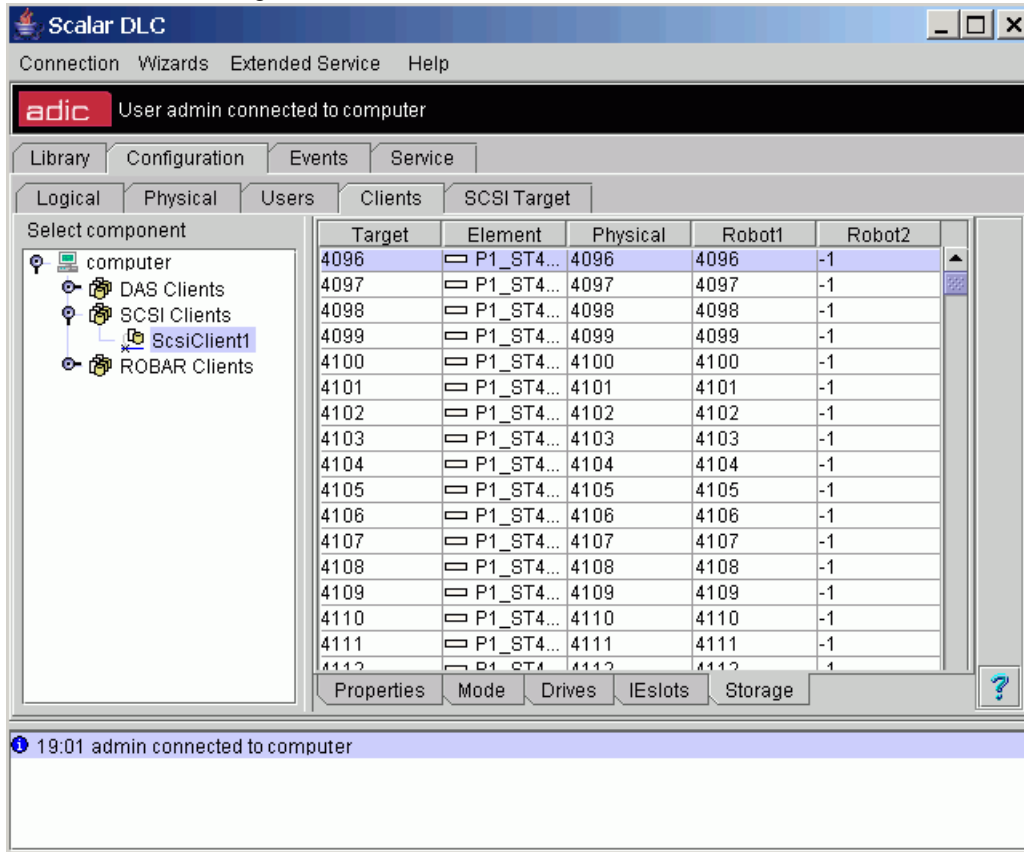 Scalar DLC
Connection Wizards Extended Service Help
adic User admin connected to computer
Library Configuration Events Service
Logical Physical Users Clients SCSI Target
Select component
computer
DAS Clients
SCSI Clients
ScsiClient1
ROBAR Clients
Target Element Physical Robot1 Robot2
4096 P1_ST4... 4096 4096 -1
4097 P1_ST4... 4097 4097 -1
4098 P1_ST4... 4098 4098 -1
4099 P1_ST4... 4099 4099 -1
4100 P1_ST4... 4100 4100 -1
4101 P1_ST4... 4101 4101 -1
4102 P1_ST4... 4102 4102 -1
4103 P1_ST4... 4103 4103 -1
4104 P1_ST4... 4104 4104 -1
4105 P1_ST4... 4105 4105 -1
4106 P1_ST4... 4106 4106 -1
4107 P1_ST4... 4107 4107 -1
4108 P1_ST4... 4108 4108 -1
4109 P1_ST4... 4109 4109 -1
4110 P1_ST4... 4110 4110 -1
4111 P1_ST4... 4111 4111 -1
4112 P1_ST4... 4112 4112 -1
Properties Mode Drives IEslots Storage
19:01 admin connected to computer